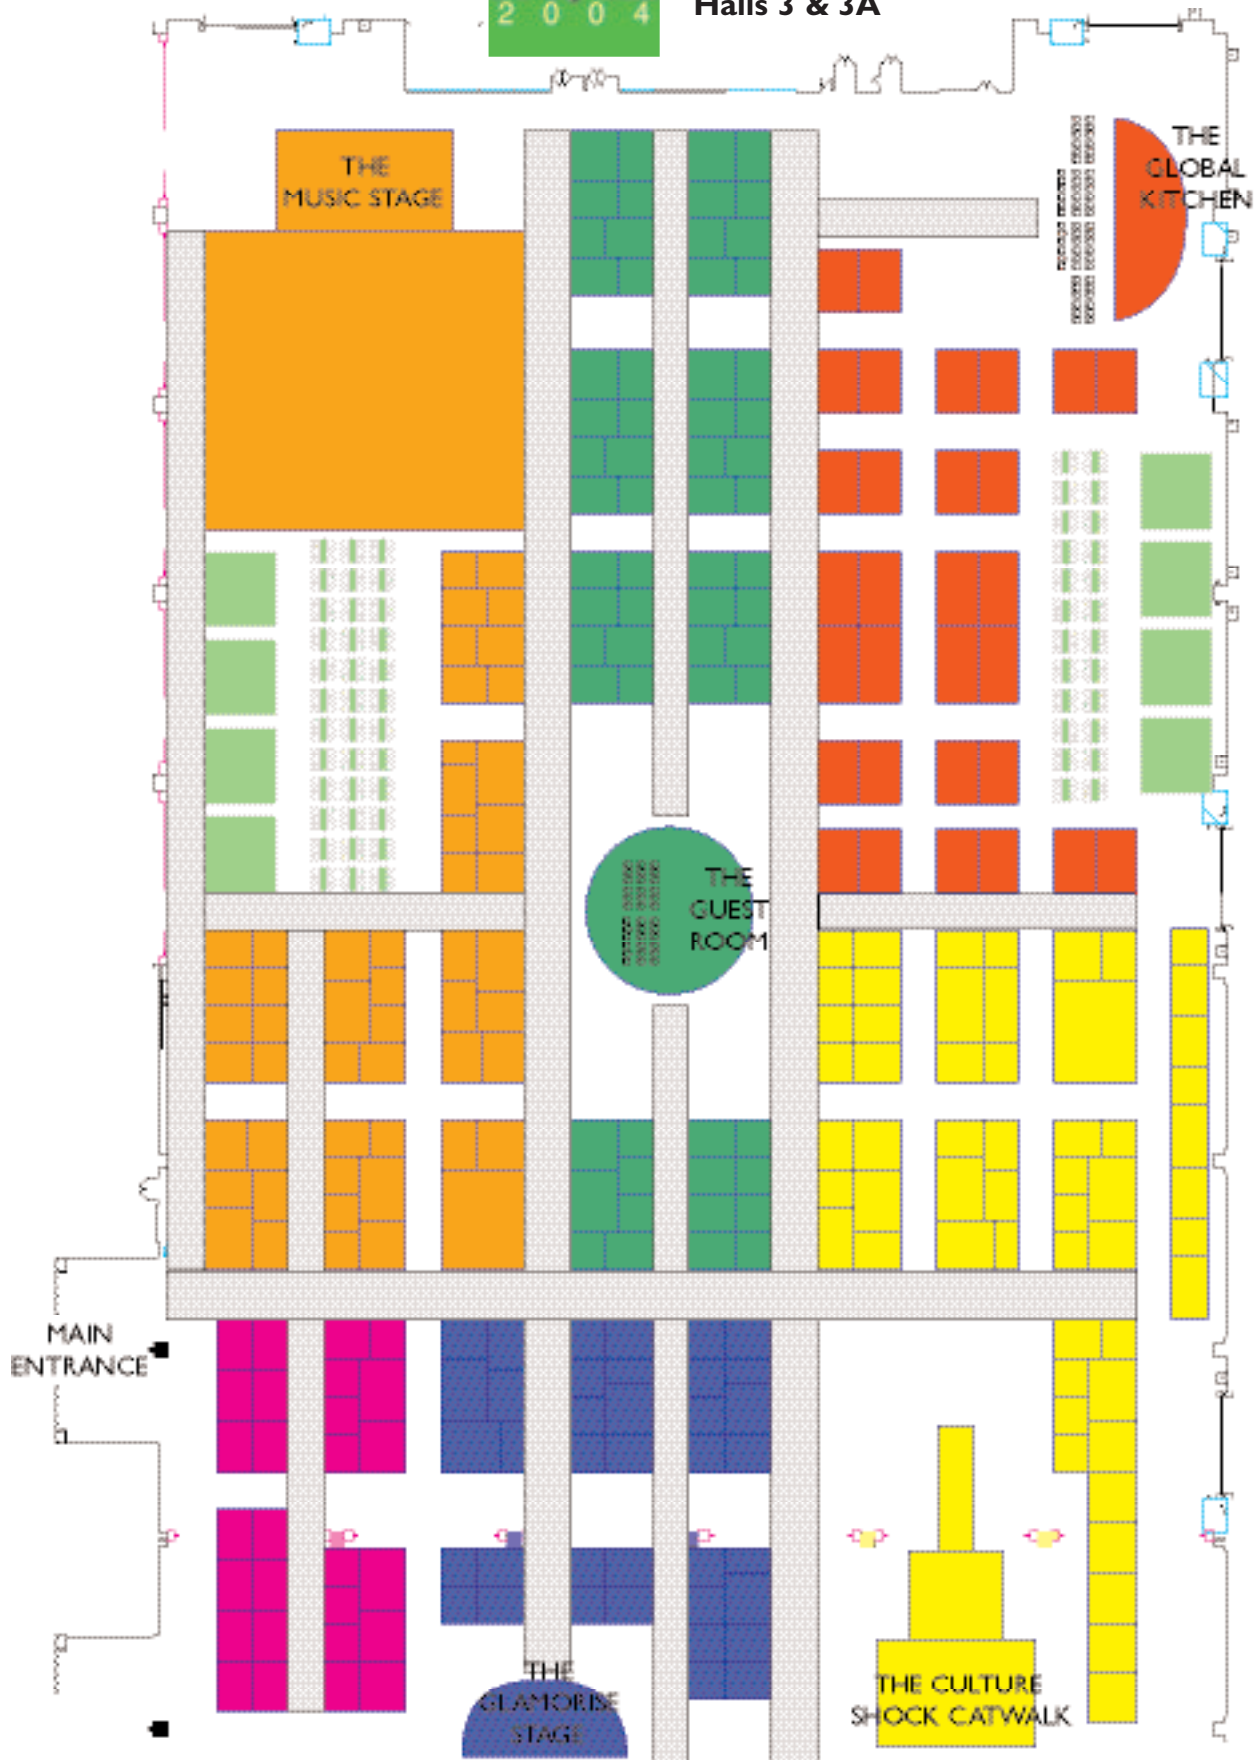 2 0 0 4
Halls 3 & 3A
THE
MUSIC STAGE
THE
GLOBAL
KITCHEN
THE
GUEST
ROOM
MAIN
ENTRANCE
THE
GLAMORISE
STAGE
THE CULTURE
SHOCK CATWALK